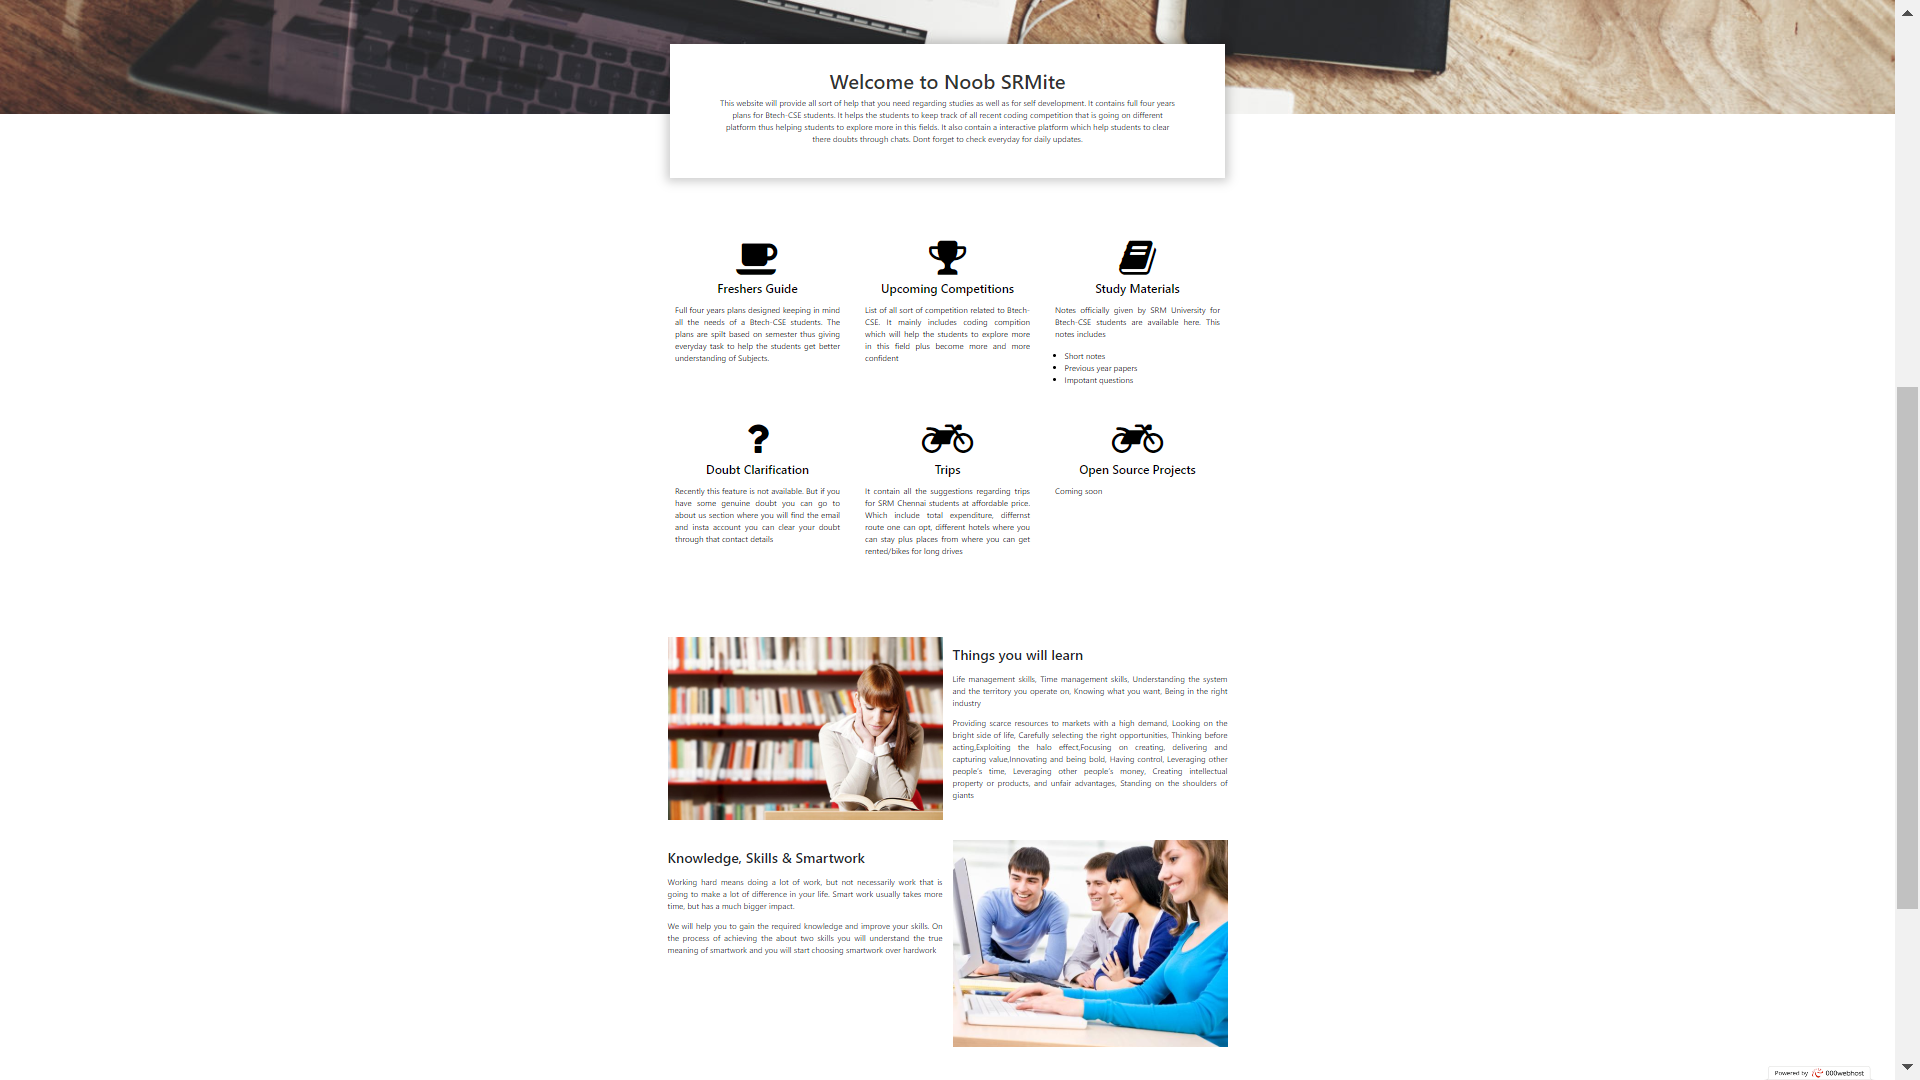 Welcome to Noob SRMite
This website will provide all sort of help that you need regarding studies as well as for self development. It contains full four years
plans for Btech-CSE students. It helps the students to keep track of all recent coding competition that is going on different
platform thus helping students to explore more in this fields. It also contain a interactive platform which help students to clear
there doubts through chats. Dont forget to check everyday for daily updates.
Freshers Guide
Full four years plans designed keeping in mind
all the needs of a Btech-CSE students. The
plans are spilt based on semester thus giving
everyday task to help the students get better
understanding of Subjects.
Upcoming Competitions
List of all sort of competition related to Btech-
CSE. It mainly includes coding compition
which will help the students to explore more
in this field plus become more and more
confident
Study Materials
Notes officially given by SRM University for
Btech-CSE students are available here. This
notes includes
Short notes
Previous year papers
Impotant questions
Doubt Clarification
Recently this feature is not available. But if you
have some genuine doubt you can go to
about us section where you will find the email
and insta account you can clear your doubt
through that contact details
Trips
It contain all the suggestions regarding trips
for SRM Chennai students at affordable price.
Which include total expenditure, differnst
route one can opt, different hotels where you
can stay plus places from where you can get
rented/bikes for long drives
Open Source Projects
Coming soon
Things you will learn
Life management skills, Time management skills, Understanding the system
and the territory you operate on, Knowing what you want, Being in the right
industry
Providing scarce resources to markets with a high demand, Looking on the
bright side of life, Carefully selecting the right opportunities, Thinking before
acting,Exploiting the halo effect,Focusing on creating, delivering and
capturing value,Innovating and being bold, Having control, Leveraging other
people's time, Leveraging other people's money, Creating intellectual
property or products, and unfair advantages, Standing on the shoulders of
giants
Knowledge, Skills & Smartwork
Working hard means doing a lot of work, but not necessarily work that is
going to make a lot of difference in your life. Smart work usually takes more
time, but has a much bigger impact.
We will help you to gain the required knowledge and improve your skills. On
the process of achieving the about two skills you will understand the true
meaning of smartwork and you will start choosing smartwork over hardwork
Powered by 000webhost